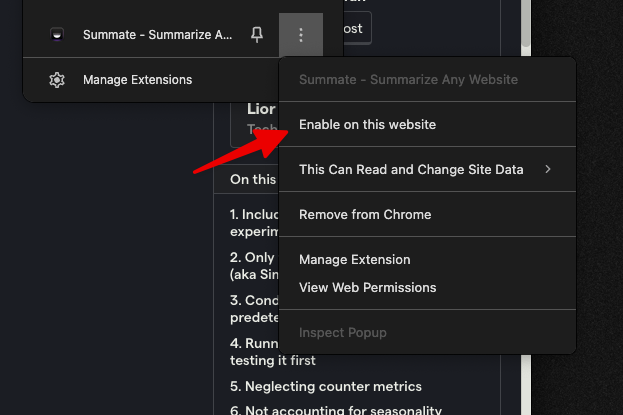 Summate - Summarize A...
ost
Manage Extensions
Summate - Summarize Any Website
Lior
Enable on this website
On this
This Can Read and Change Site Data
1. Inclu
experim
Remove from Chrome
2. Only
(aka Sin
Manage Extension
View Web Permissions
3. Cond
predete
Inspect Popup
4. Runn
testing it first
5. Neglecting counter metrics
6. Not accounting for seasonality